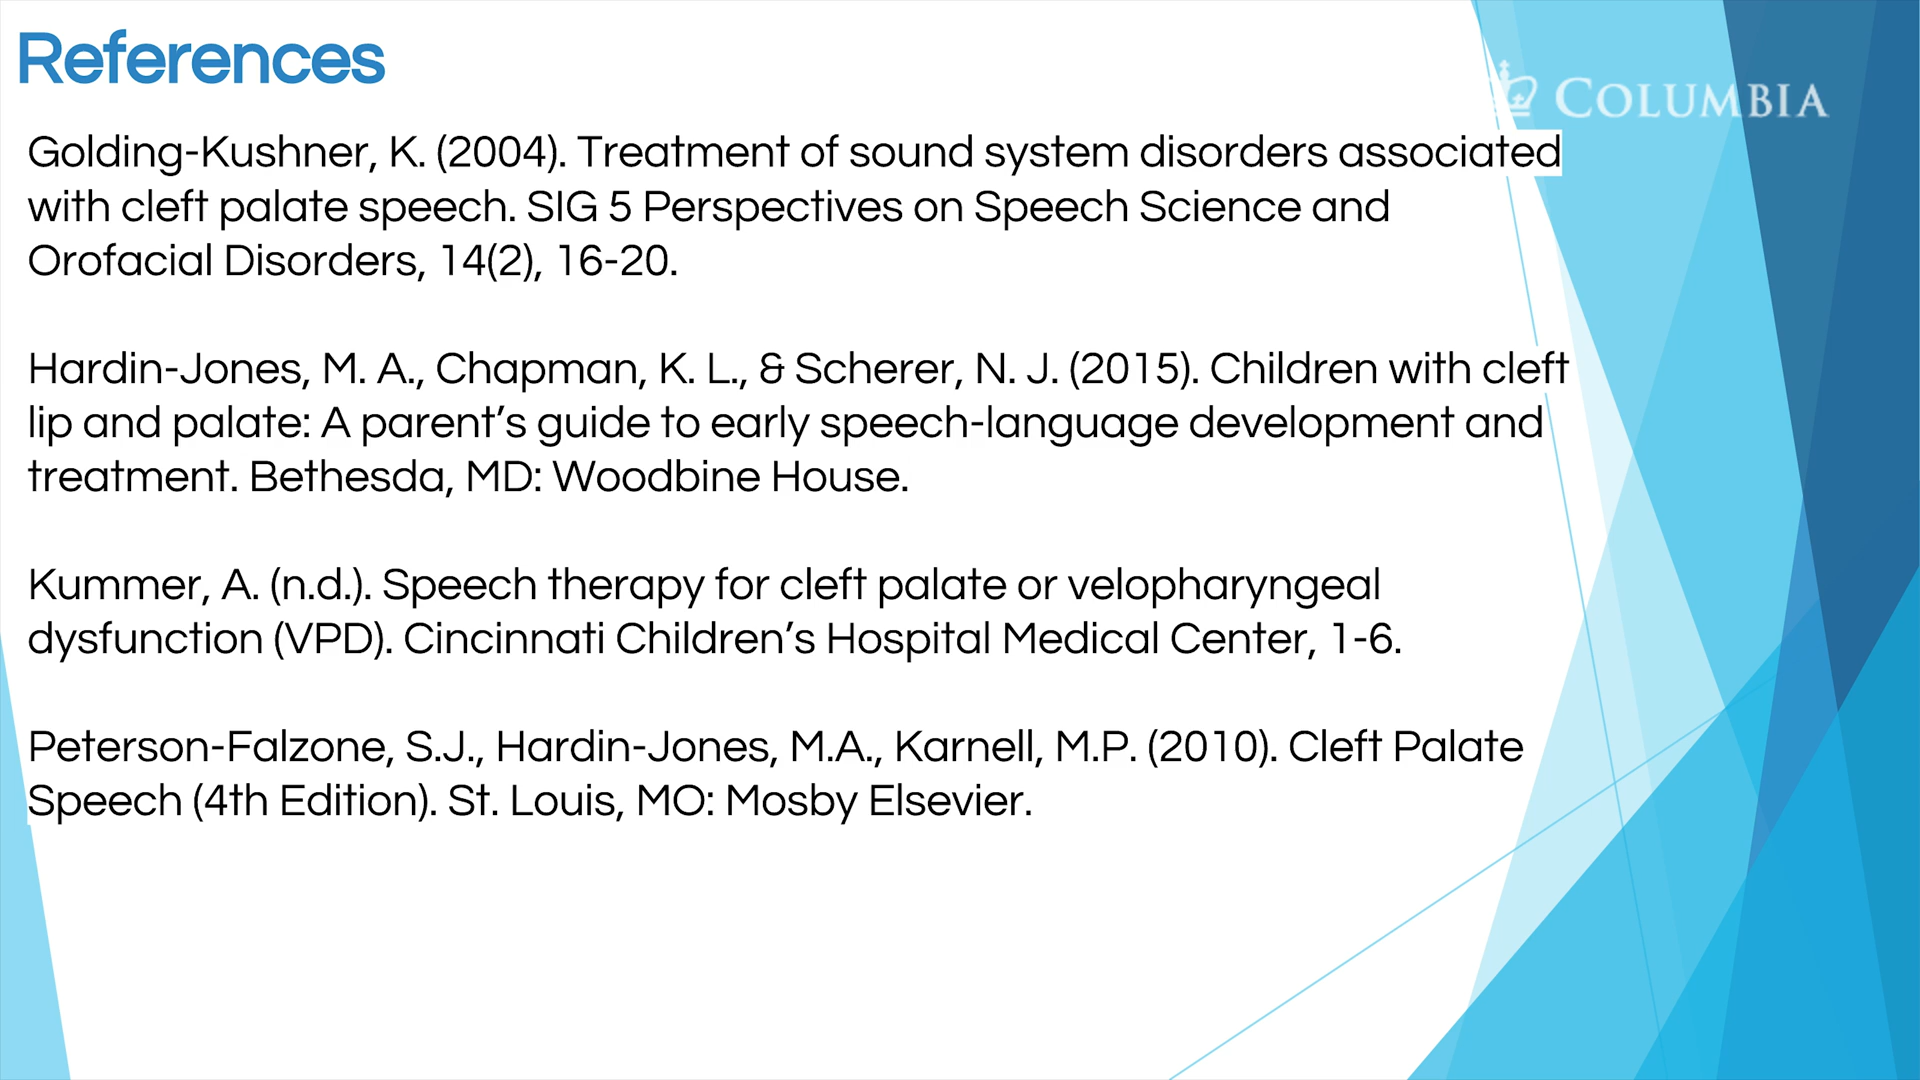 References
COLUMBIA
Golding-Kushner, K. (2004). Treatment of sound system disorders associated
with cleft palate speech. SIG 5 Perspectives on Speech Science and
Orofacial Disorders, 14(2), 16-20.
Hardin-Jones, M. A., Chapman, K. L., & Scherer, N. J. (2015). Children with cleft
lip and palate: A parent’s guide to early speech-language development and
treatment. Bethesda, MD: Woodbine House.
Kummer, A. (n.d.). Speech therapy for cleft palate or velopharyngeal
dysfunction (VPD). Cincinnati Children’s Hospital Medical Center, 1-6.
Peterson-Falzone, S.J., Hardin-Jones, M.A., Karnell, M.P. (2010). Cleft Palate
Speech (4th Edition). St. Louis, MO: Mosby Elsevier.